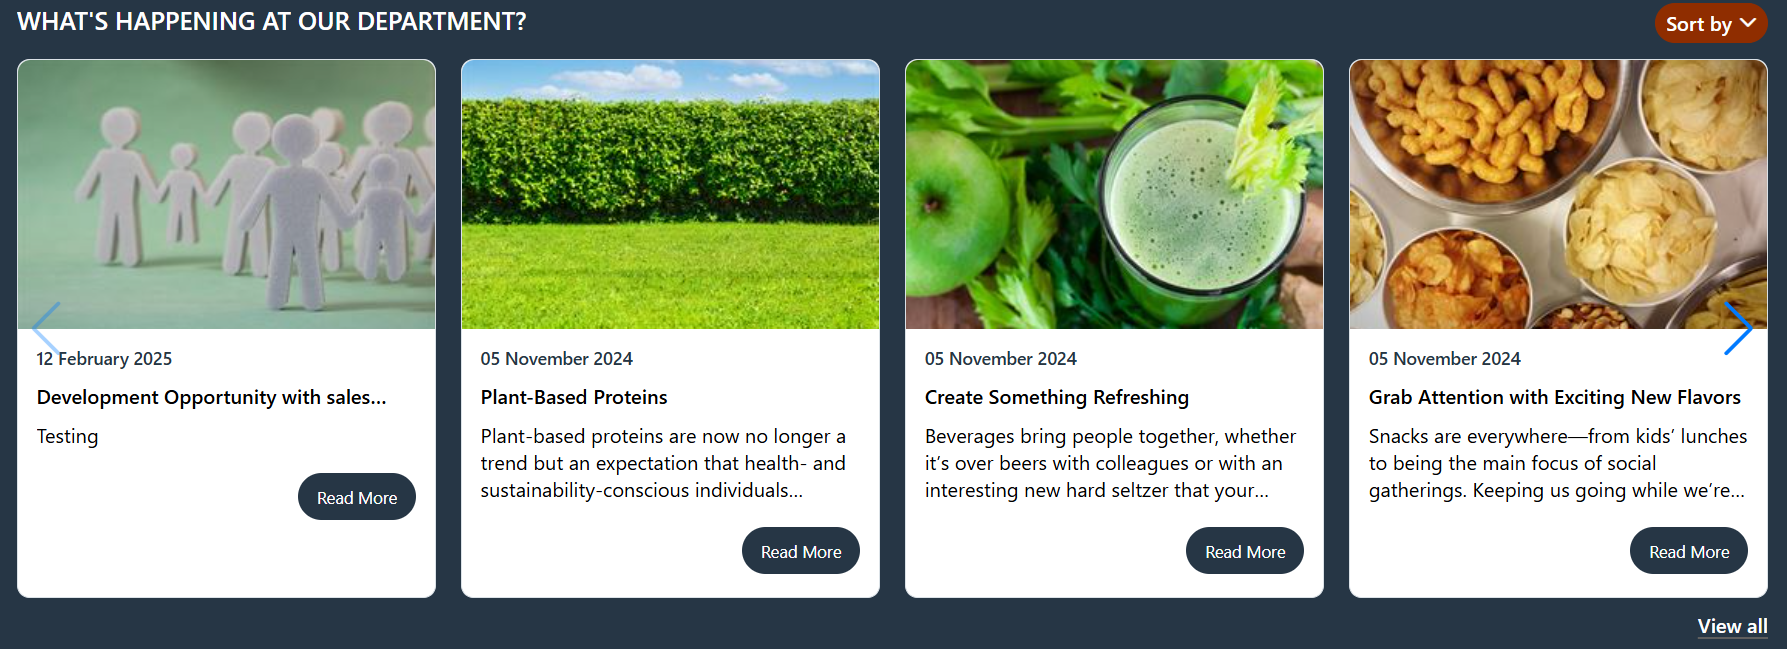 WHAT'S HAPPENING AT OUR DEPARTMENT?
Sort by
12 February 2025
Development Opportunity with sales...
Testing
Read More
05 November 2024
Plant-Based Proteins
Plant-based proteins are now no longer a
trend but an expectation that health- and
sustainability-conscious individuals...
Read More
05 November 2024
Create Something Refreshing
Beverages bring people together, whether
it’s over beers with colleagues or with an
interesting new hard seltzer that your...
Read More
05 November 2024
Grab Attention with Exciting New Flavors
Snacks are everywhere—from kids’ lunches
to being the main focus of social
gatherings. Keeping us going while we’re...
Read More
View all